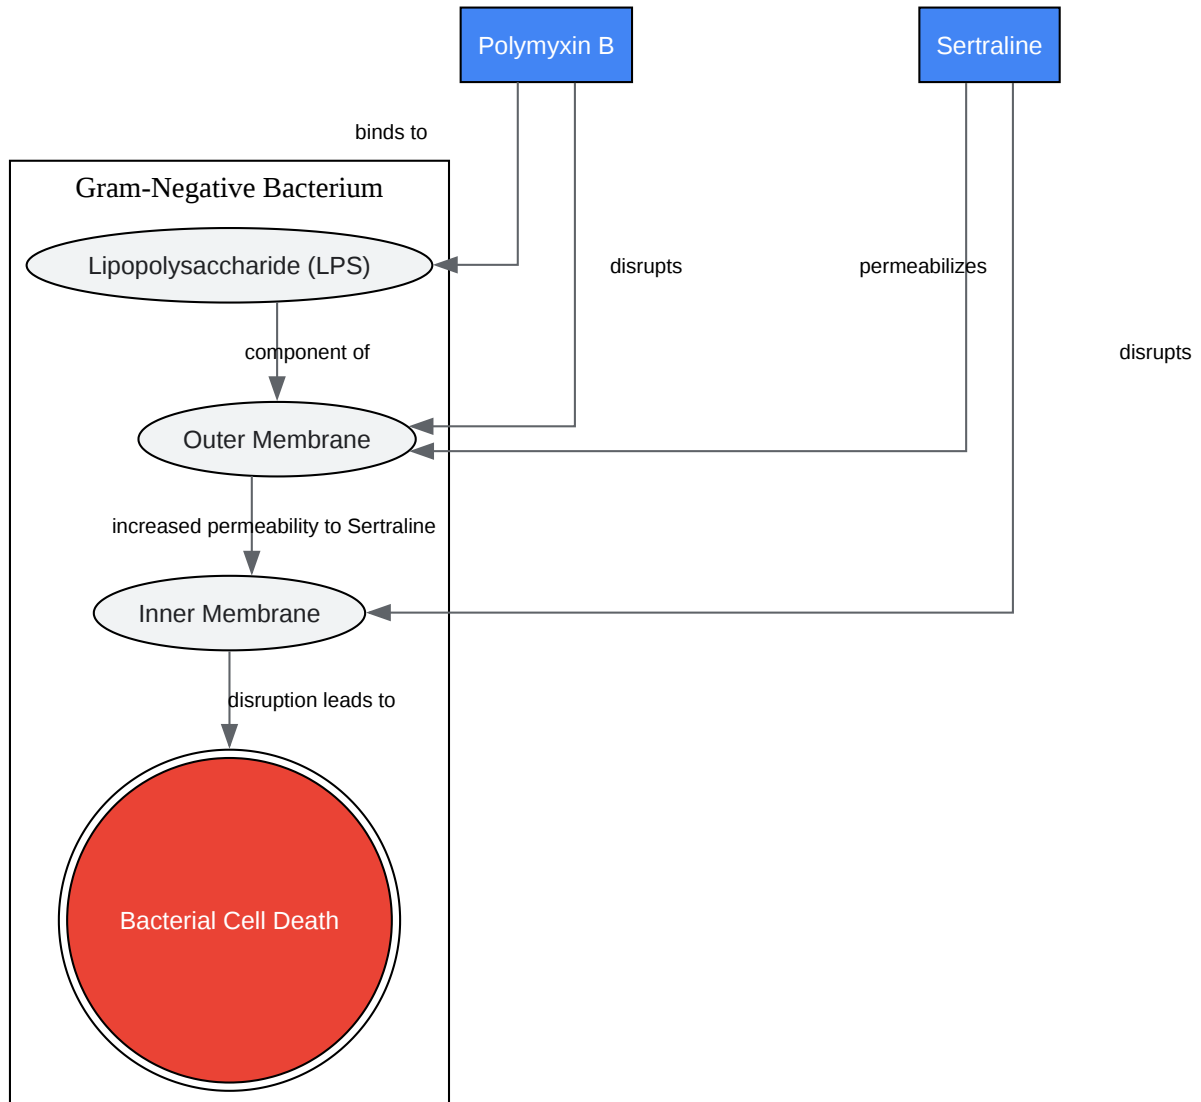 Polymyxin B
Sertraline
binds to
Gram-Negative Bacterium
Lipopolysaccharide (LPS)
disrupts
permeabilizes
component of
disrupts
Outer Membrane
increased permeability to Sertraline
Inner Membrane
disruption leads to
Bacterial Cell Death